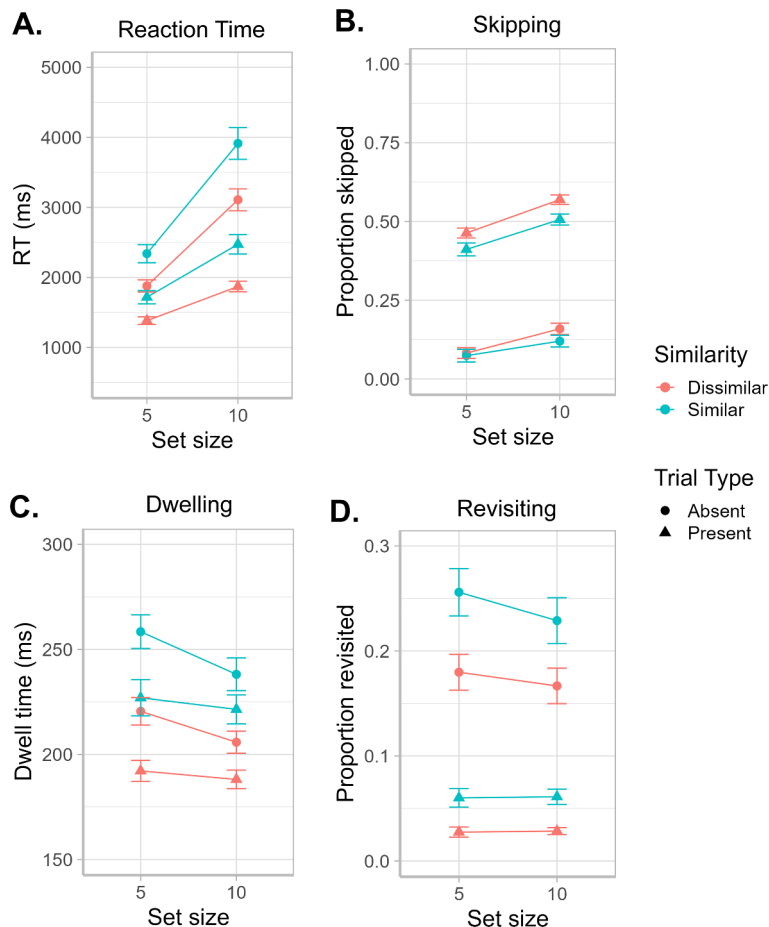 A.
Reaction Time
5000
4000
3000
2000
1000
RT (ms)
5
10
Set size
B.
Skipping
1.00
0.75
0.50
0.25
0.00
Proportion skipped
5
10
Set size
Similarity
Dissimilar
Similar
Trial Type
Absent
Present
C.
Dwelling
300
250
200
150
Dwell time (ms)
5
10
Set size
D.
Revisiting
0.3
0.2
0.1
0.0
Proportion revisited
5
10
Set size